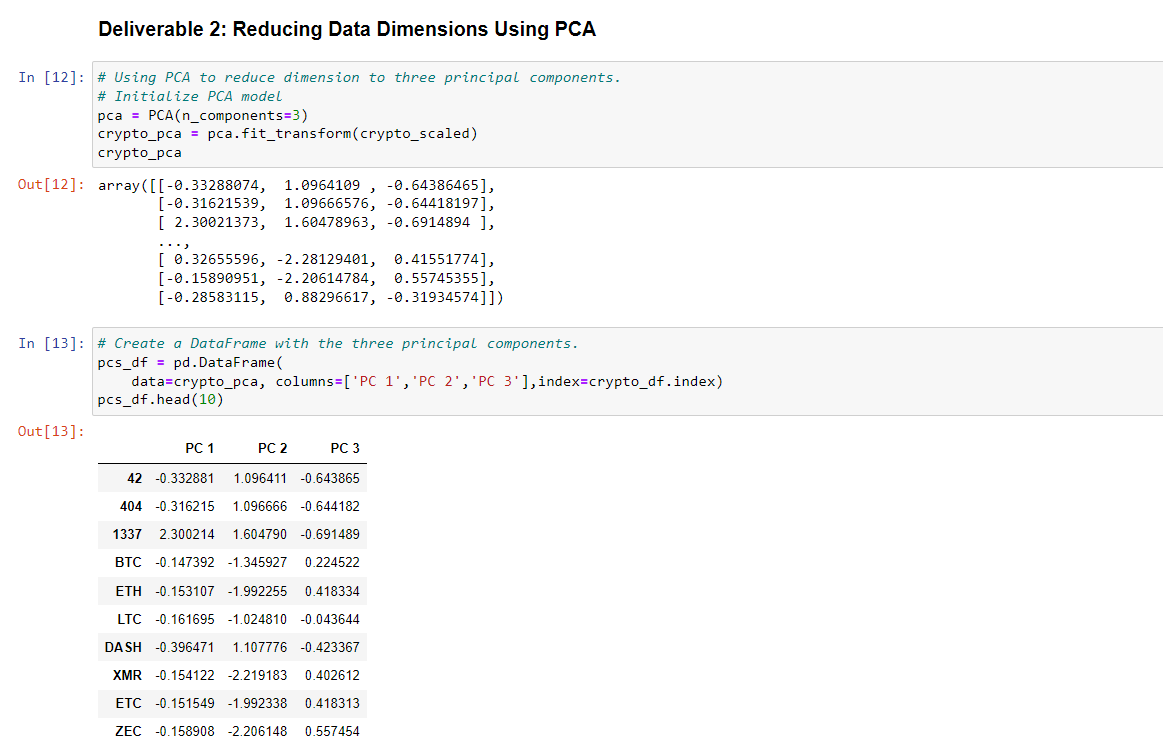 Deliverable 2: Reducing Data Dimensions Using PCA
In [12]: # Using PCA to reduce dimension to three principal components.
# Initialize PCA model
pca = PCA(n_components=3)
crypto_pca = pca.fit_transform(crypto_scaled)
crypto_pca
Out[12]: array([[-0.33288074,  1.0964109 , -0.64386465],
[-0.31621539,  1.09666576, -0.64418197],
[ 2.30021373,  1.60478963, -0.6914894 ],
...,
[ 0.32655596, -2.28129401,  0.41551774],
[-0.15890951, -2.20614784,  0.55745355],
[-0.28583115,  0.88296617, -0.31934574]])
In [13]: # Create a DataFrame with the three principal components.
pcs_df = pd.DataFrame(
data=crypto_pca, columns=['PC 1','PC 2','PC 3'],index=crypto_df.index)
pcs_df.head(10)
Out[13]:
PC 1 PC 2 PC 3
42 -0.332881 1.096411 -0.643865
404 -0.316215 1.096666 -0.644182
1337 2.300214 1.604790 -0.691489
BTC -0.147392 -1.345927 0.224522
ETH -0.153107 -1.992255 0.418334
LTC -0.161695 -1.024810 -0.043644
DASH -0.396471 1.107776 -0.423367
XMR -0.154122 -2.219183 0.402612
ETC -0.151549 -1.992338 0.418313
ZEC -0.158908 -2.206148 0.557454